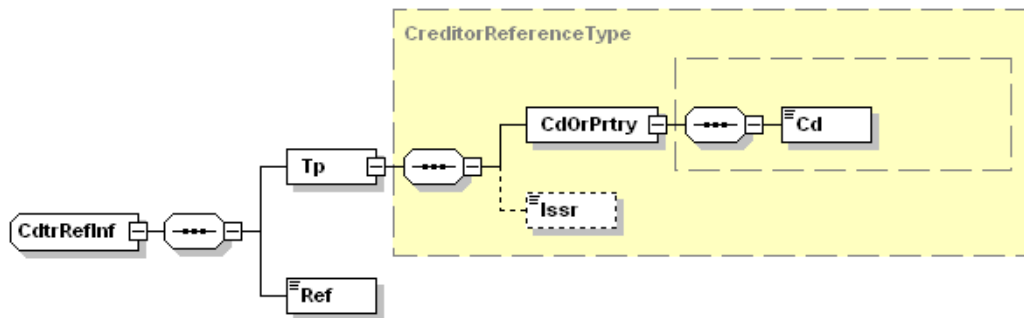 CreditorReferenceType
CdOrPrtry
Cd
Tp
Issr
CdtrRefInf
Ref